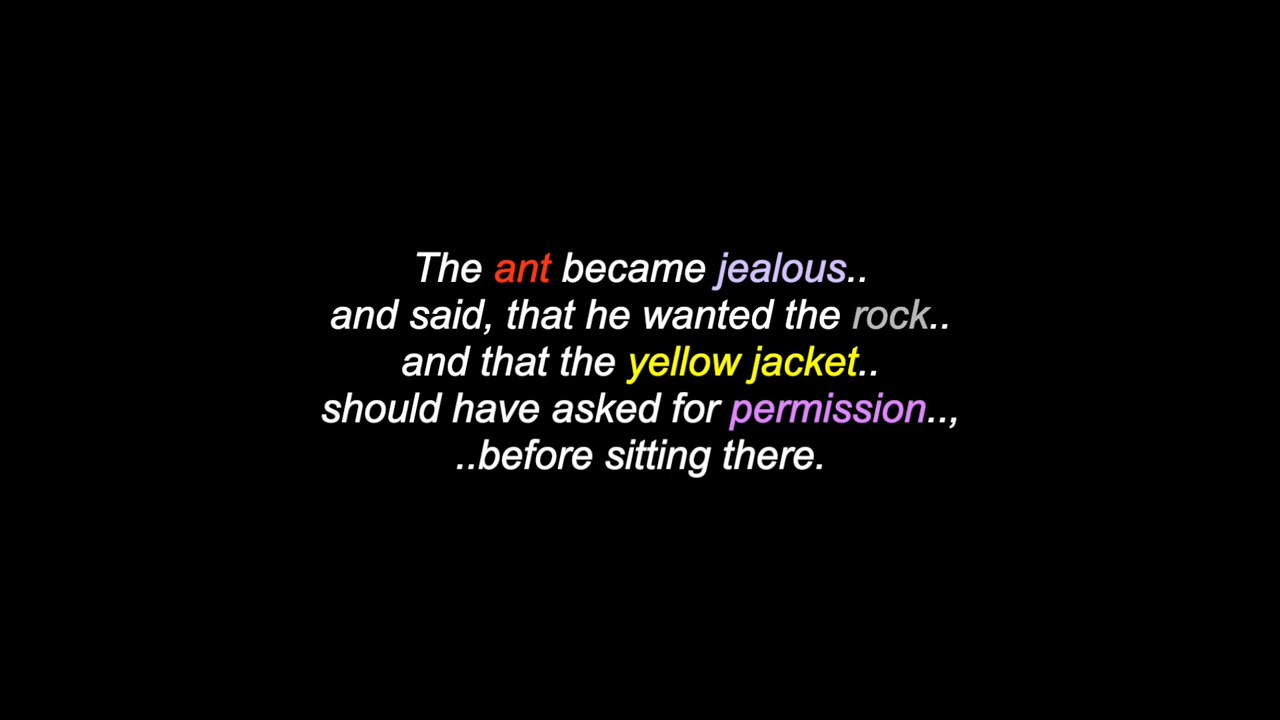 The ant became jealous..
and said, that he wanted the rock..
and that the yellow jacket..
should have asked for permission..,
..before sitting there.